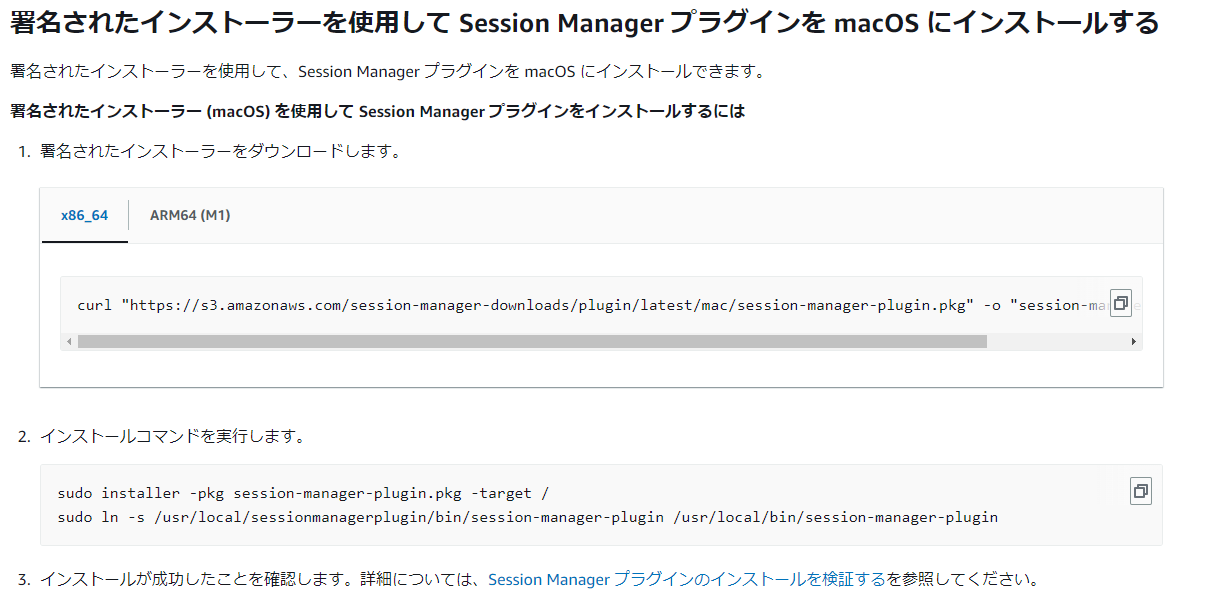 署名されたインストーラーを使用して Session Manager プラグインを macOS にインストールする
署名されたインストーラーを使用して、Session Manager プラグインを macOS にインストールできます。
署名されたインストーラー (macOS) を使用して Session Manager プラグインをインストールするには
1. 署名されたインストーラーをダウンロードします。
x86_64 ARM64 (M1)
curl "https://s3.amazonaws.com/session-manager-downloads/plugin/latest/mac/session-manager-plugin.pkg" -o "session-ma
2. インストールコマンドを実行します。
sudo installer -pkg session-manager-plugin.pkg -target /
sudo ln -s /usr/local/sessionmanagerplugin/bin/session-manager-plugin /usr/local/bin/session-manager-plugin
3. インストールが成功したことを確認します。詳細については、Session Manager プラグインのインストールを検証するを参照してください。